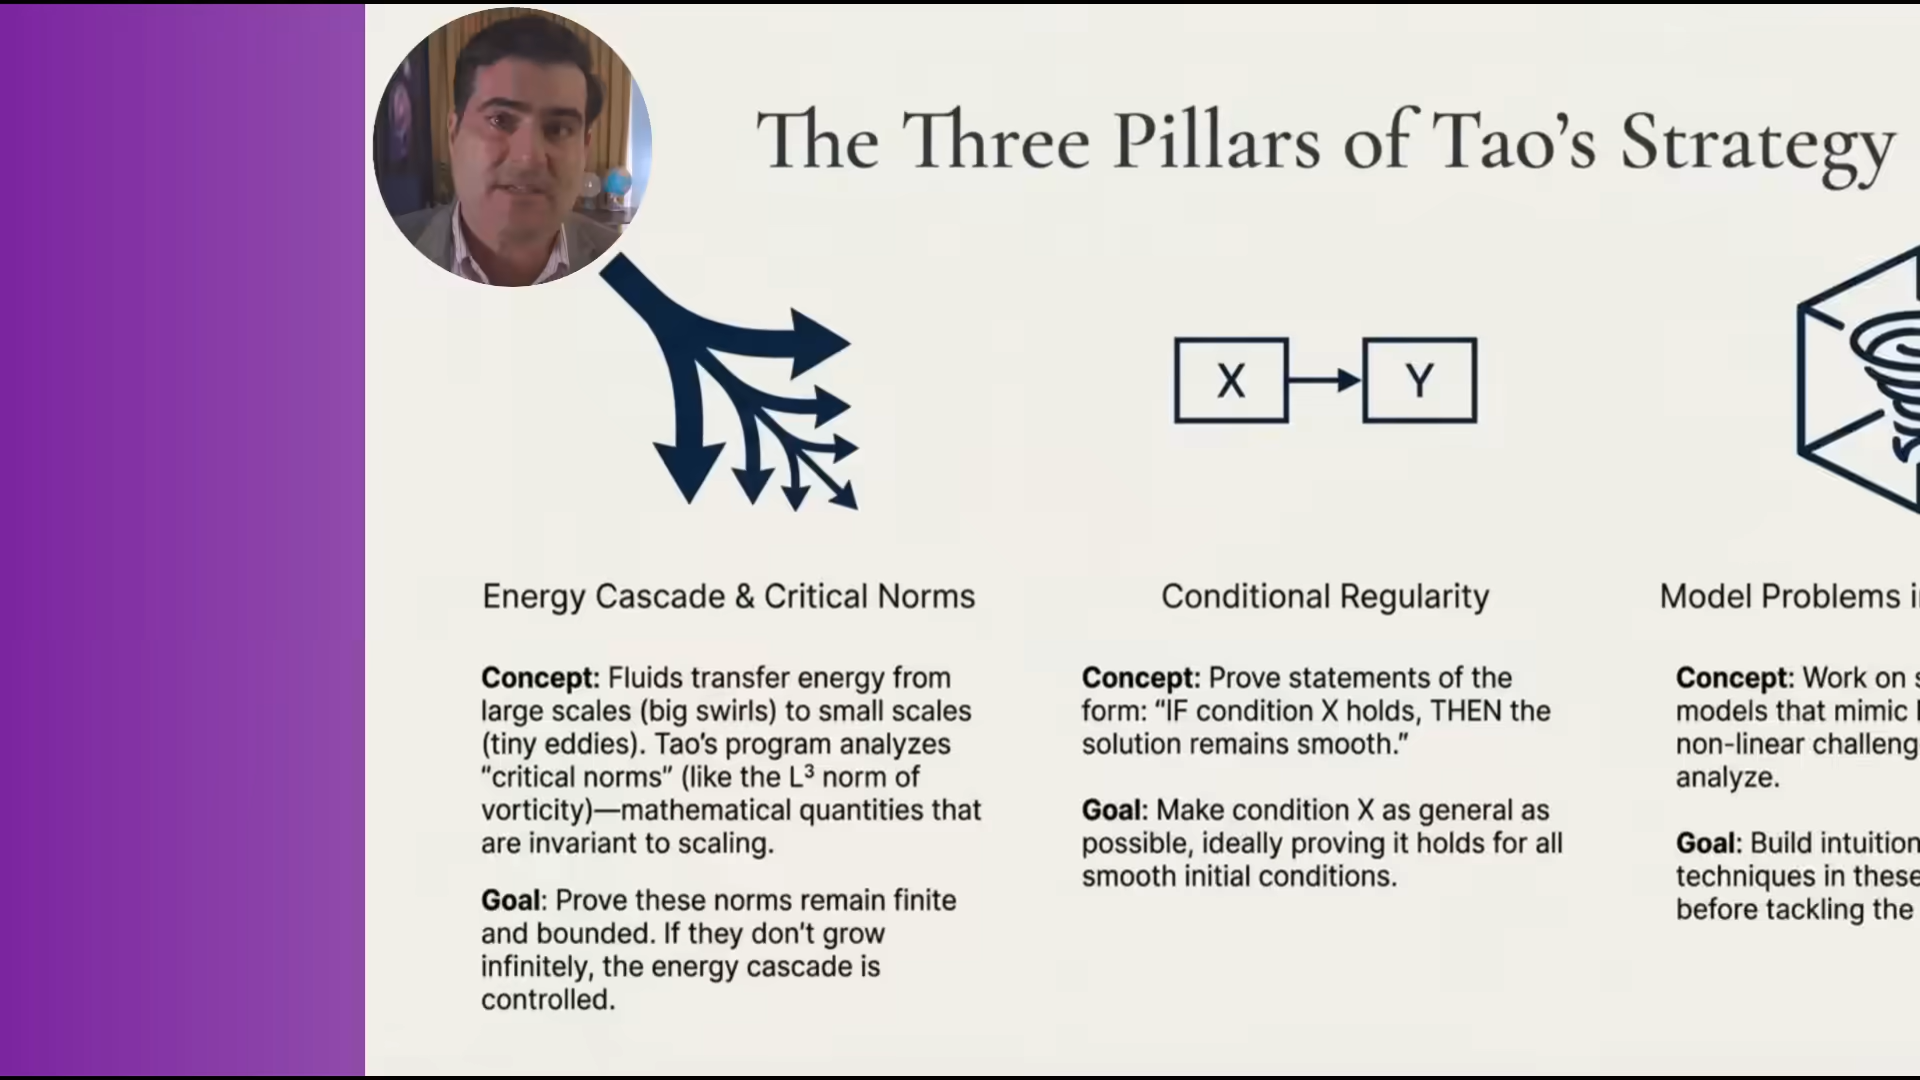 The Three Pillars of Tao’s Strategy
X
Y
Energy Cascade & Critical Norms
Concept: Fluids transfer energy from
large scales (big swirls) to small scales
(tiny eddies). Tao’s program analyzes
“critical norms” (like the L³ norm of
vorticity)—mathematical quantities that
are invariant to scaling.
Goal: Prove these norms remain finite
and bounded. If they don’t grow
infinitely, the energy cascade is
controlled.
Conditional Regularity
Concept: Prove statements of the
form: “IF condition X holds, THEN the
solution remains smooth.”
Goal: Make condition X as general as
possible, ideally proving it holds for all
smooth initial conditions.
Model Problems
Concept: Work on
models that mimic
non-linear
analyze.
Goal: Build intuition
techniques in these
before tackling the